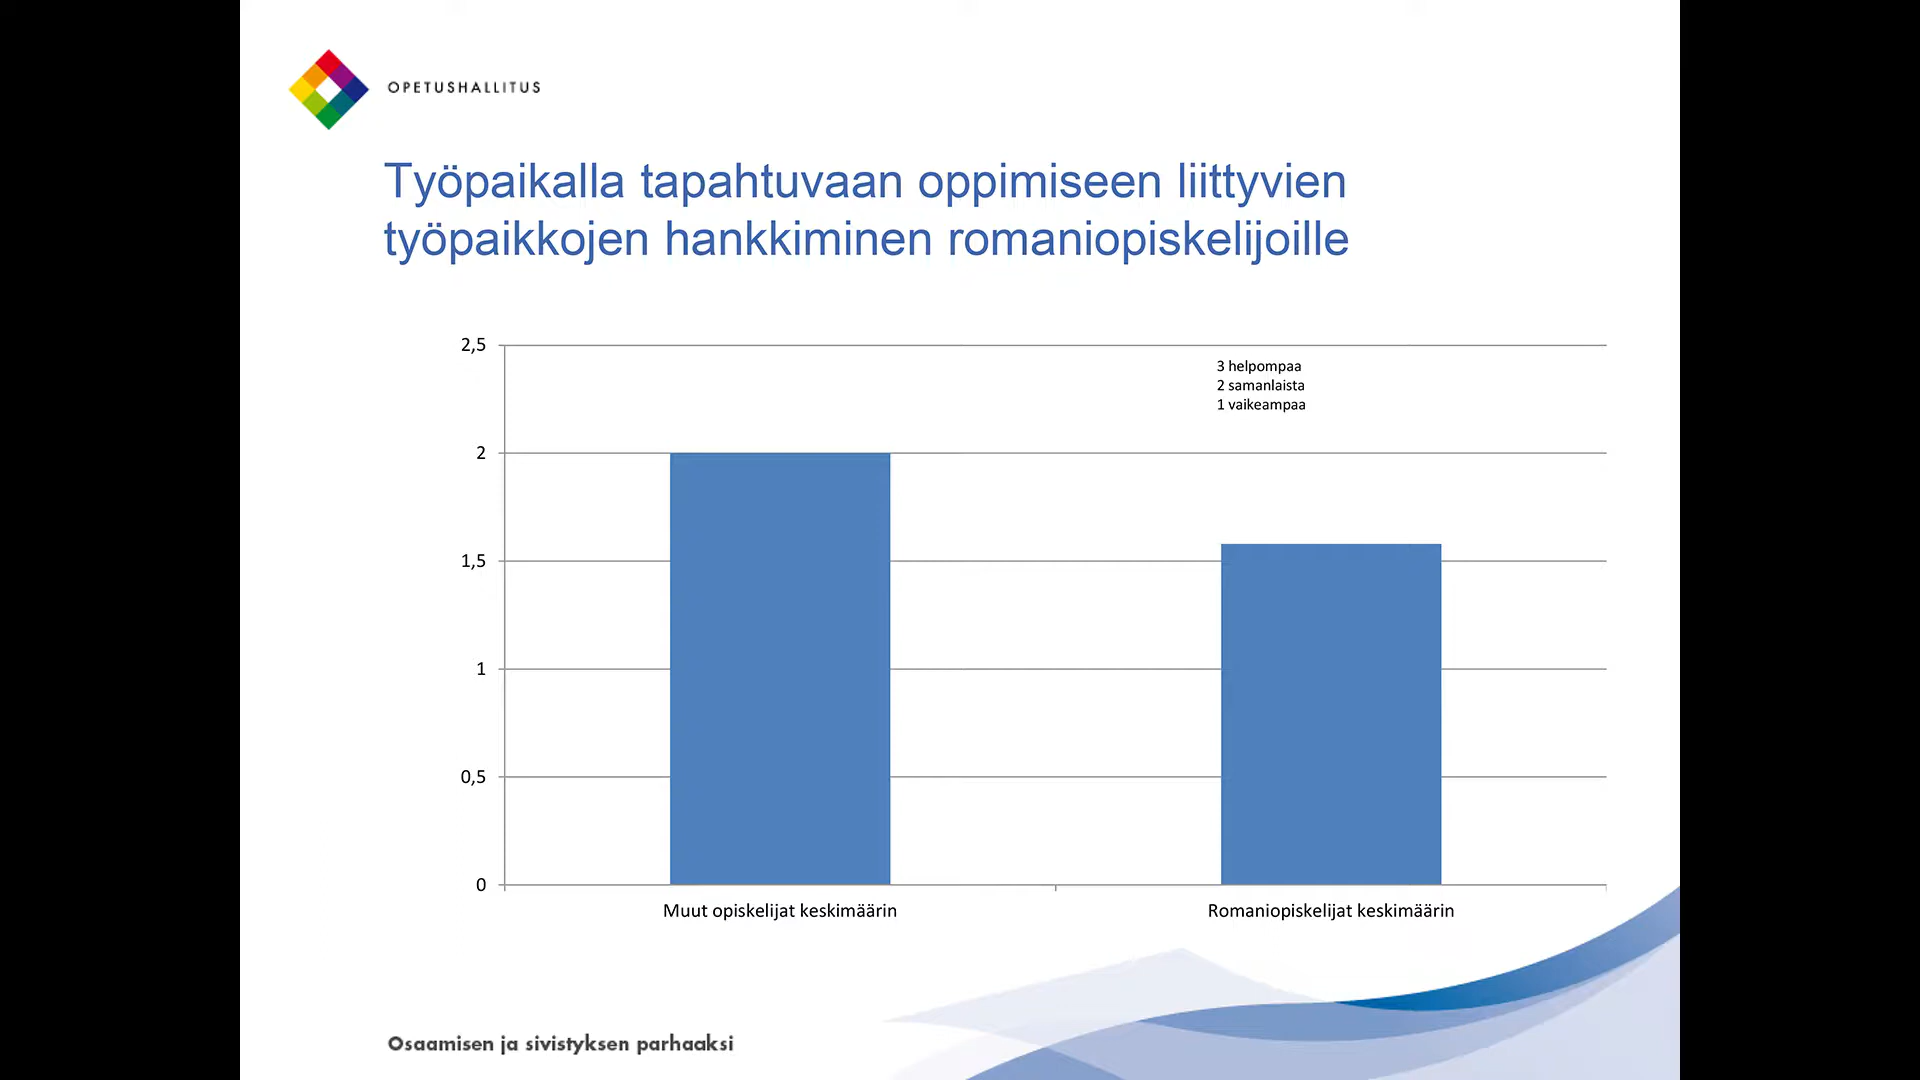 OPETUSHALLITUS
Työpaikalla tapahtuvaan oppimiseen liittyvien
työpaikkojen hankkiminen romaniopiskelijoille
2,5
3 helpompaa
2 samanlaista
1 vaikeampaa
2
1,5
1
0,5
0
Muut opiskelijat keskimäärin
Romaniopiskelijat keskimäärin
Osaamisen ja sivistyksen parhaaksi